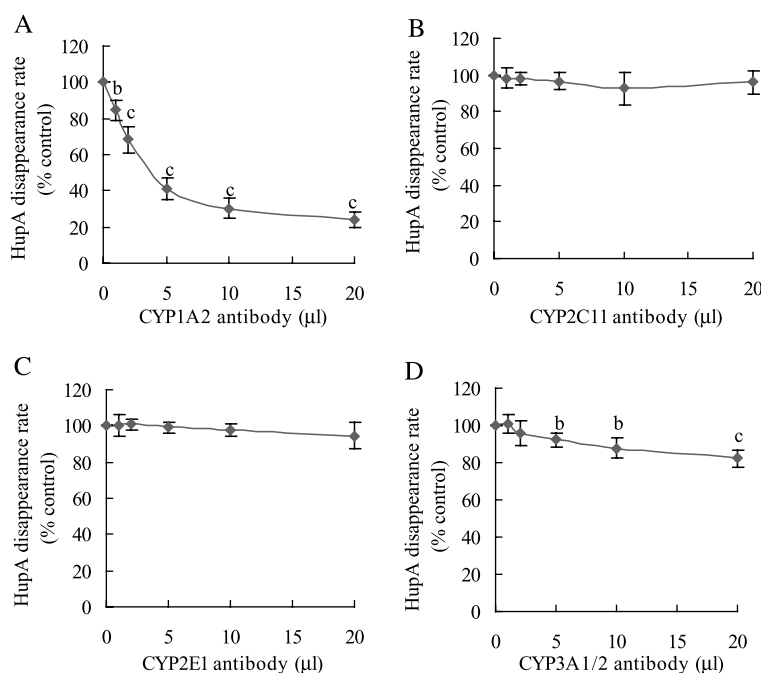 A
HupA disappearance rate
(% control)
120
100
80
60
40
20
0
b
c
c
c
c
0 5 10 15 20
CYP1A2 antibody (μl)
B
HupA disappearance rate
(% control)
120
100
80
60
40
20
0
0 5 10 15 20
CYP2C11 antibody (μl)
C
HupA disappearance rate
(% control)
120
100
80
60
40
20
0
0 5 10 15 20
CYP2E1 antibody (μl)
D
HupA disappearance rate
(% control)
120
100
80
60
40
20
0
b
b
c
0 5 10 15 20
CYP3A1/2 antibody (μl)